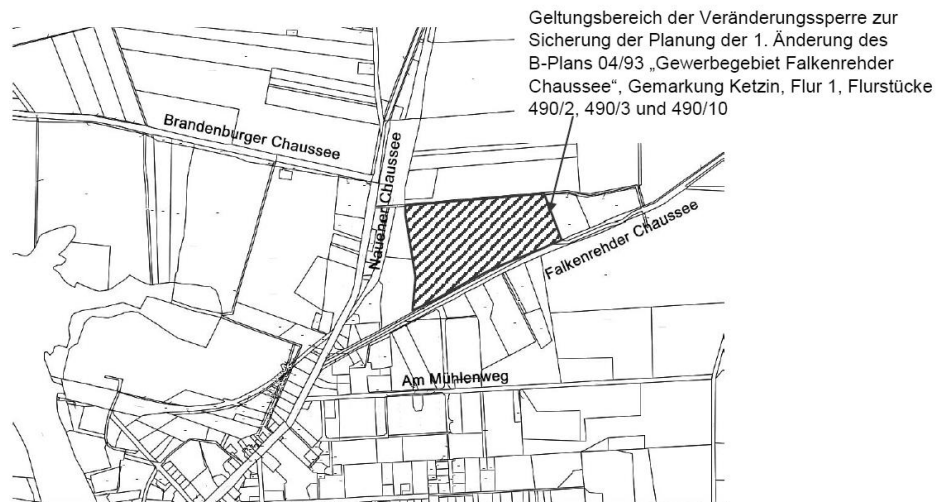 Geltungsbereich der Veränderungssperre zur
Sicherung der Planung der 1. Änderung des
B-Plans 04/93 „Gewerbegebiet Falkenrehder
Chaussee“, Gemarkung Ketzin, Flur 1, Flurstücke
490/2, 490/3 und 490/10
Brandenburger Chaussee
Nauener Chaussee
Falkenrehder Chaussee
Am Mühlenweg